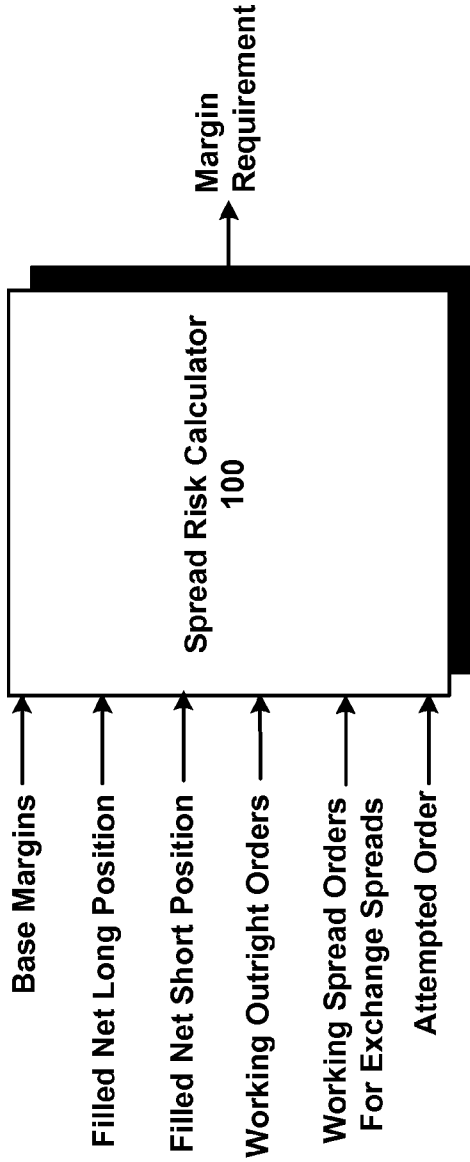 Base Margins
Filled Net Long Position
Filled Net Short Position
Working Outright Orders
Working Spread Orders
For Exchange Spreads
Attempted Order
Spread Risk Calculator
100
Margin
Requirement